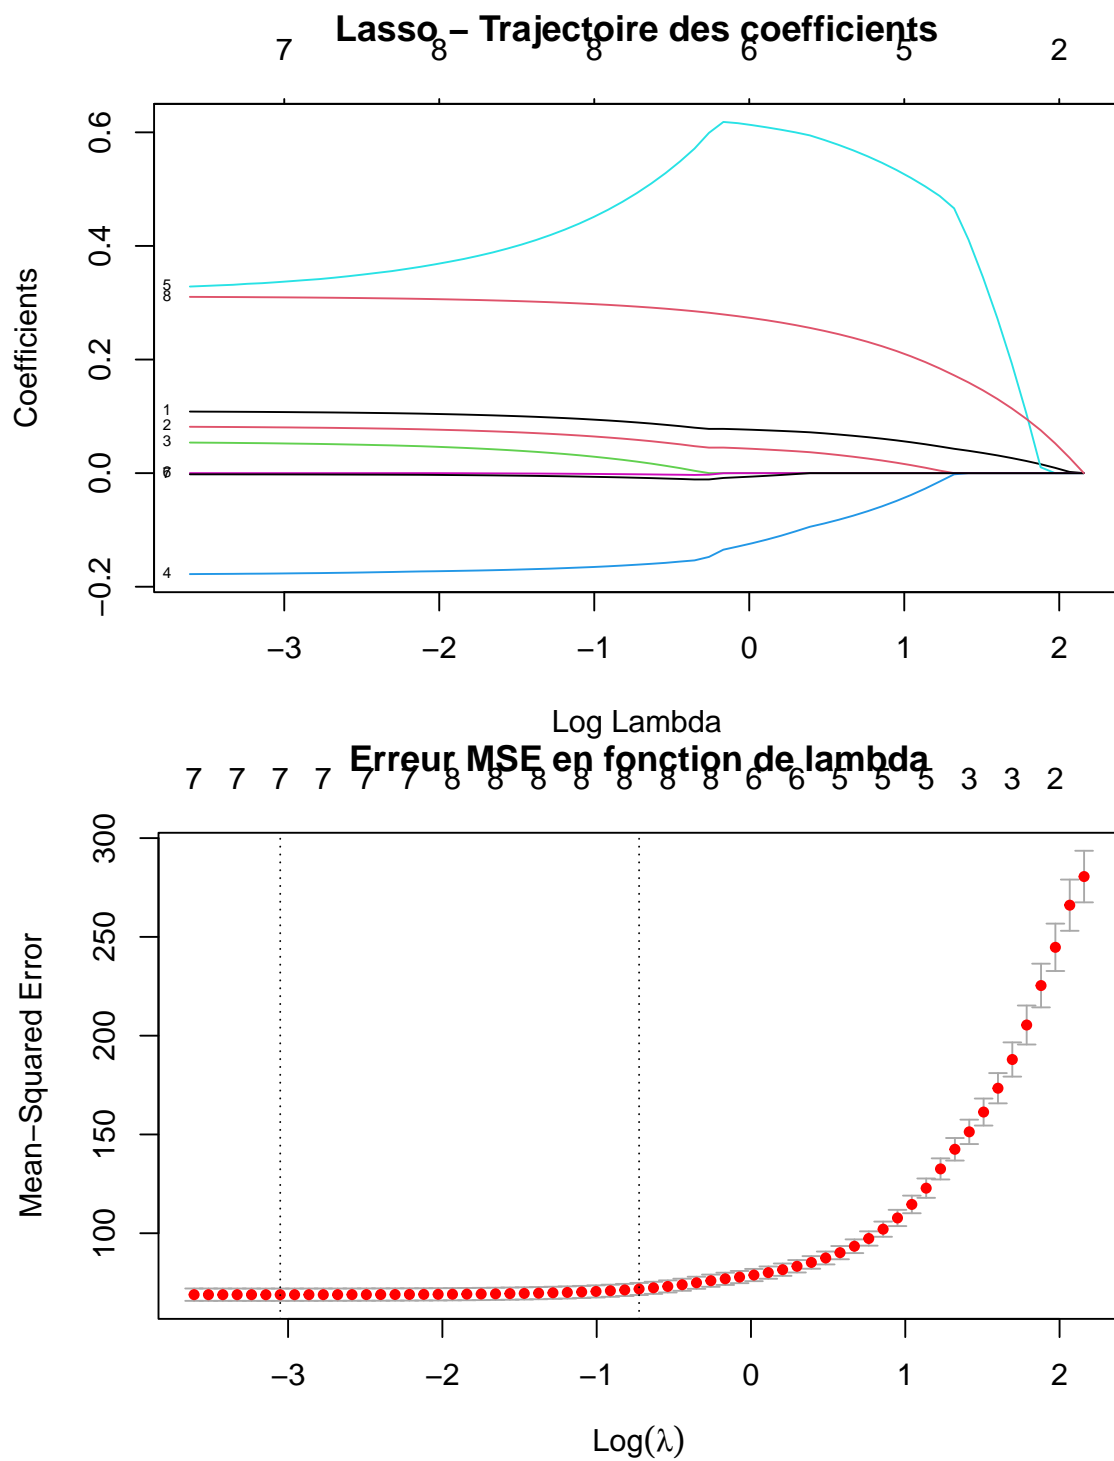 Lasso – Trajectoire des coefficients
7 8 8 6 5 2
0.6
0.4
0.2
0.0
−0.2
Coefficients
5
8
1
2
3
6
7
4
−3 −2 −1 0 1 2
Log Lambda
Erreur MSE en fonction de lambda
7 7 7 7 7 7 8 8 8 8 8 8 8 6 6 5 5 5 3 3 2
300
250
200
150
100
Mean−Squared Error
−3 −2 −1 0 1 2
Log(λ)